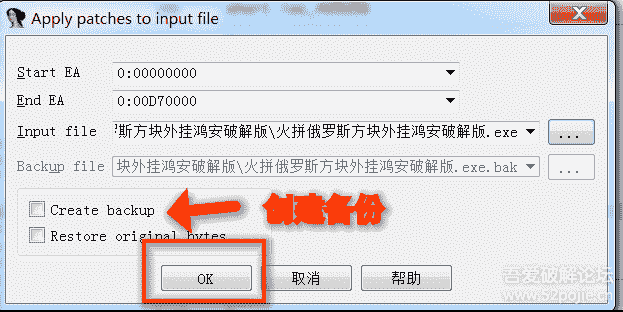 Apply patches to input file
Start EA
0:00000000
End EA
0:00D70000
Input file
斯方块外挂鸿安破解版\火拼俄罗斯方块外挂鸿安破解版.exe
...
Backup file
块外挂鸿安破解版\火拼俄罗斯方块外挂鸿安破解版.exe.bak
...
Create backup
创建备份
Restore original bytes
OK
取消
帮助
吾爱破解论坛
www.52pojie.cn